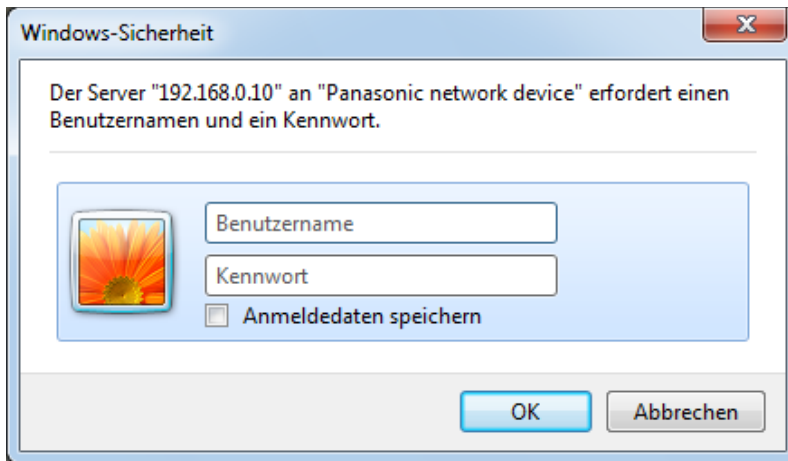 Windows-Sicherheit
Der Server "192.168.0.10" an "Panasonic network device" erfordert einen
Benutzernamen und ein Kennwort.
Benutzername
Kennwort
Anmeldedaten speichern
OK
Abbrechen